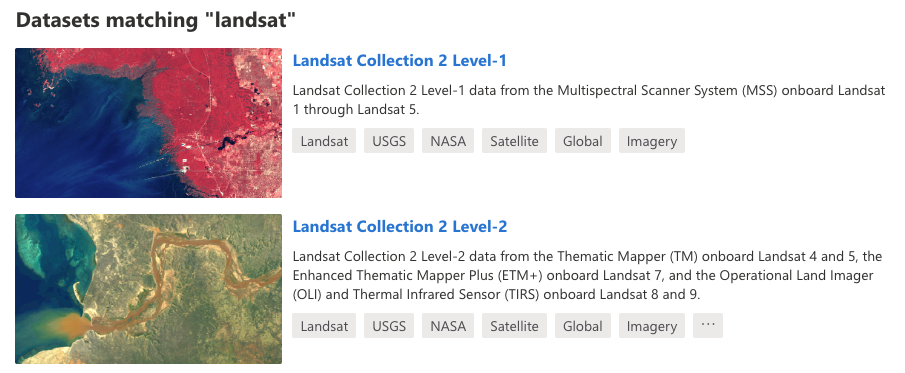 Datasets matching "landsat"
Landsat Collection 2 Level-1
Landsat Collection 2 Level-1 data from the Multispectral Scanner System (MSS) onboard Landsat
1 through Landsat 5.
Landsat USGS NASA Satellite Global Imagery
Landsat Collection 2 Level-2
Landsat Collection 2 Level-2 data from the Thematic Mapper (TM) onboard Landsat 4 and 5, the
Enhanced Thematic Mapper Plus (ETM+) onboard Landsat 7, and the Operational Land Imager
(OLI) and Thermal Infrared Sensor (TIRS) onboard Landsat 8 and 9.
Landsat USGS NASA Satellite Global Imagery ...